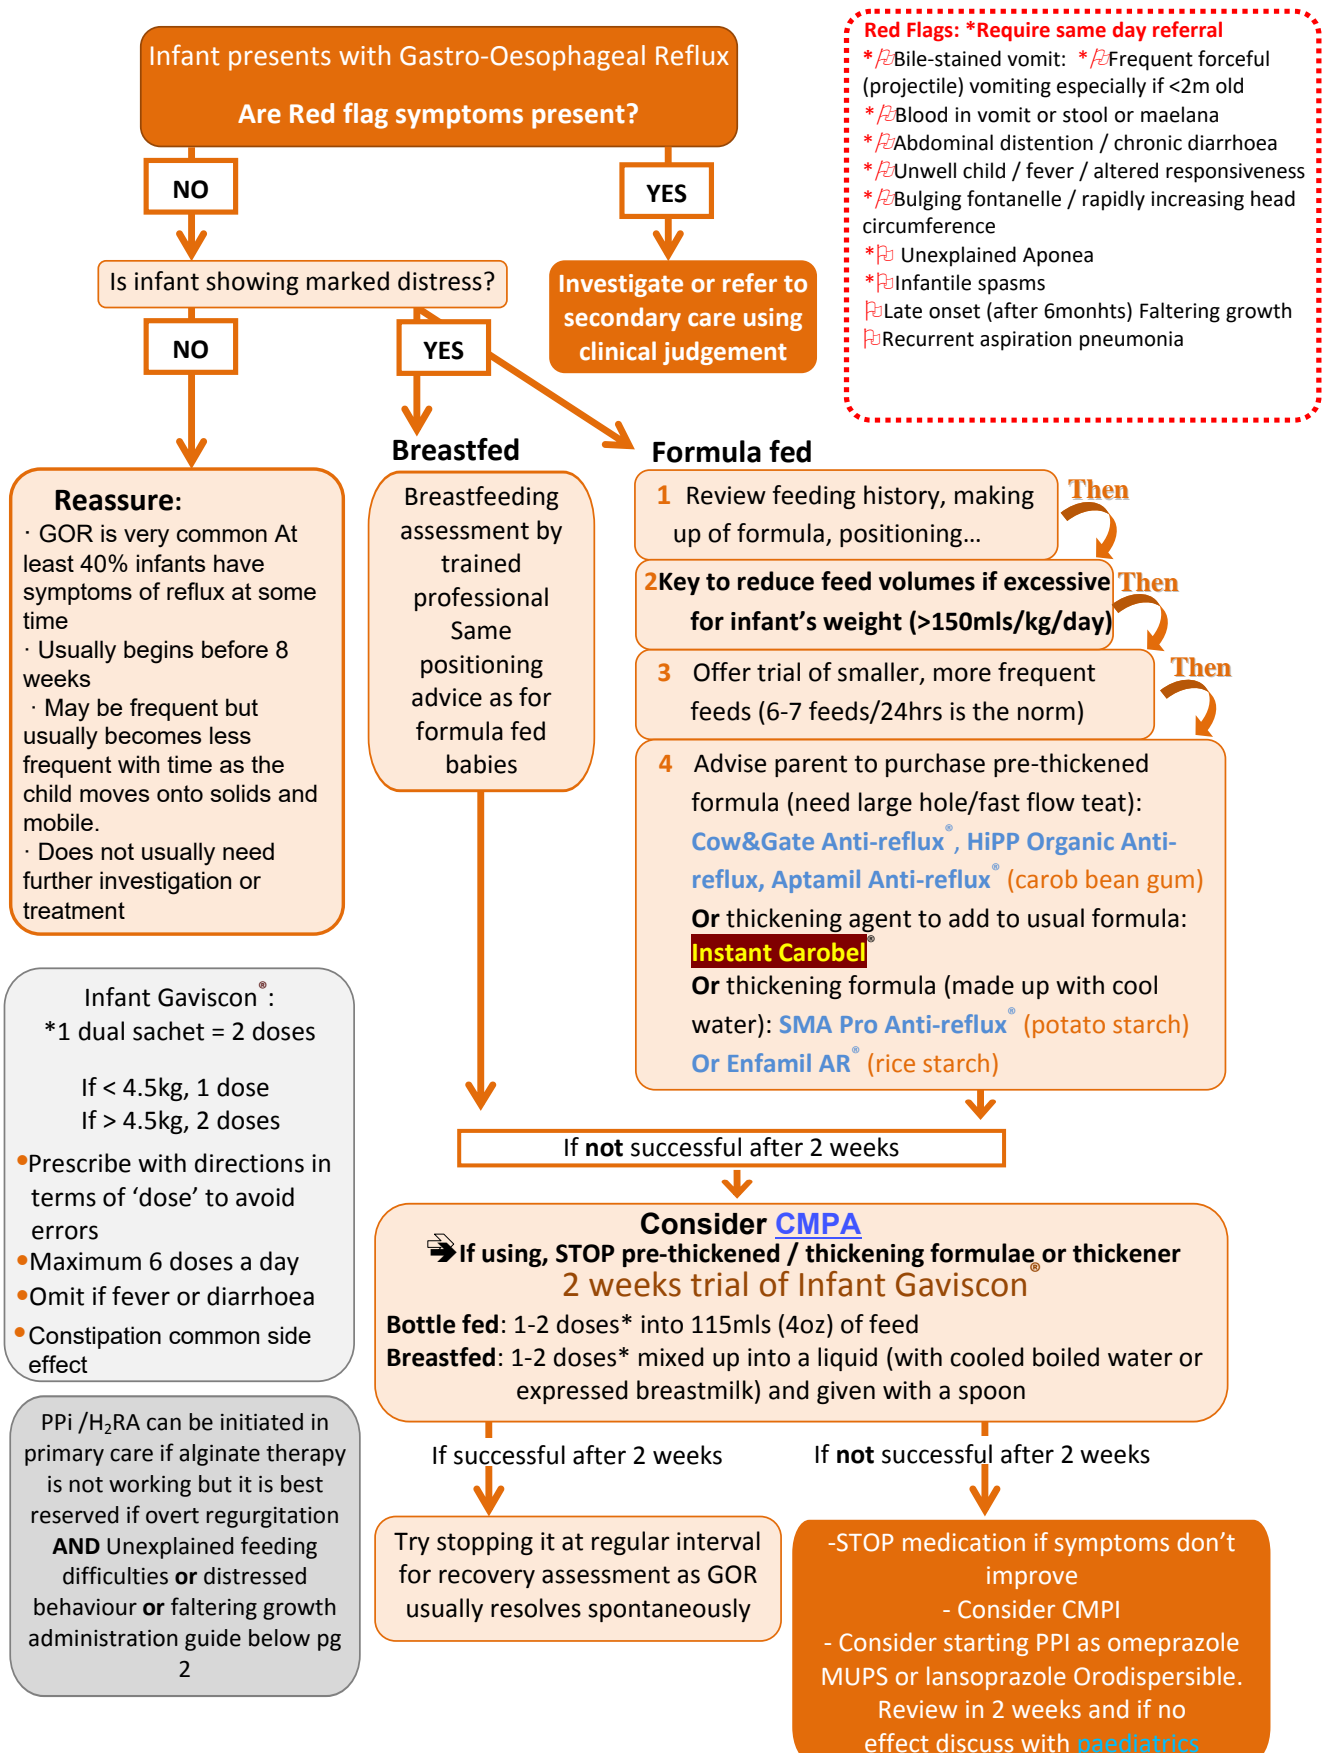 Infant presents with Gastro-Oesophageal Reflux
Are Red flag symptoms present?
Red Flags: *Require same day referral
*Bile-stained vomit: *Frequent forceful
(projectile) vomiting especially if <2m old
*Blood in vomit or stool or maelana
*Abdominal distention / chronic diarrhoea
*Unwell child / fever / altered responsiveness
*Bulging fontanelle / rapidly increasing head
circumference
* Unexplained Aponea
*Infantile spasms
Late onset (after 6monhts) Faltering growth
Recurrent aspiration pneumonia
NO
YES
Is infant showing marked distress?
Investigate or refer to
secondary care using
clinical judgement
NO
YES
Reassure:
· GOR is very common At
least 40% infants have
symptoms of reflux at some
time
· Usually begins before 8
weeks
· May be frequent but
usually becomes less
frequent with time as the
child moves onto solids and
mobile.
· Does not usually need
further investigation or
treatment
Breastfed
Breastfeeding
assessment by
trained
professional
Same
positioning
advice as for
formula fed
babies
Formula fed
1 Review feeding history, making
up of formula, positioning...
Then
2Key to reduce feed volumes if excessive
for infant's weight (>150mls/kg/day)
Then
3 Offer trial of smaller, more frequent
feeds (6-7 feeds/24hrs is the norm)
Then
4 Advise parent to purchase pre-thickened
formula (need large hole/fast flow teat):
Cow&Gate Anti-reflux®, HiPP Organic Anti-
reflux, Aptamil Anti-reflux® (carob bean gum)
Or thickening agent to add to usual formula:
Instant Carobel®
Or thickening formula (made up with cool
water): SMA Pro Anti-reflux® (potato starch)
Or Enfamil AR® (rice starch)
If not successful after 2 weeks
Infant Gaviscon®:
*1 dual sachet = 2 doses
If < 4.5kg, 1 dose
If > 4.5kg, 2 doses
•Prescribe with directions in
terms of 'dose' to avoid
errors
•Maximum 6 doses a day
•Omit if fever or diarrhoea
•Constipation common side
effect
Consider CMPA
If using, STOP pre-thickened / thickening formulae or thickener
2 weeks trial of Infant Gaviscon®
Bottle fed: 1-2 doses* into 115mls (4oz) of feed
Breastfed: 1-2 doses* mixed up into a liquid (with cooled boiled water or
expressed breastmilk) and given with a spoon
PPi /H₂RA can be initiated in
primary care if alginate therapy
is not working but it is best
reserved if overt regurgitation
AND Unexplained feeding
difficulties or distressed
behaviour or faltering growth
administration guide below pg
2
If successful after 2 weeks
If not successful after 2 weeks
Try stopping it at regular interval
for recovery assessment as GOR
usually resolves spontaneously
-STOP medication if symptoms don't
improve
- Consider CMPI
- Consider starting PPI as omeprazole
MUPS or lansoprazole Orodispersible.
Review in 2 weeks and if no
effect discuss with paediatrics